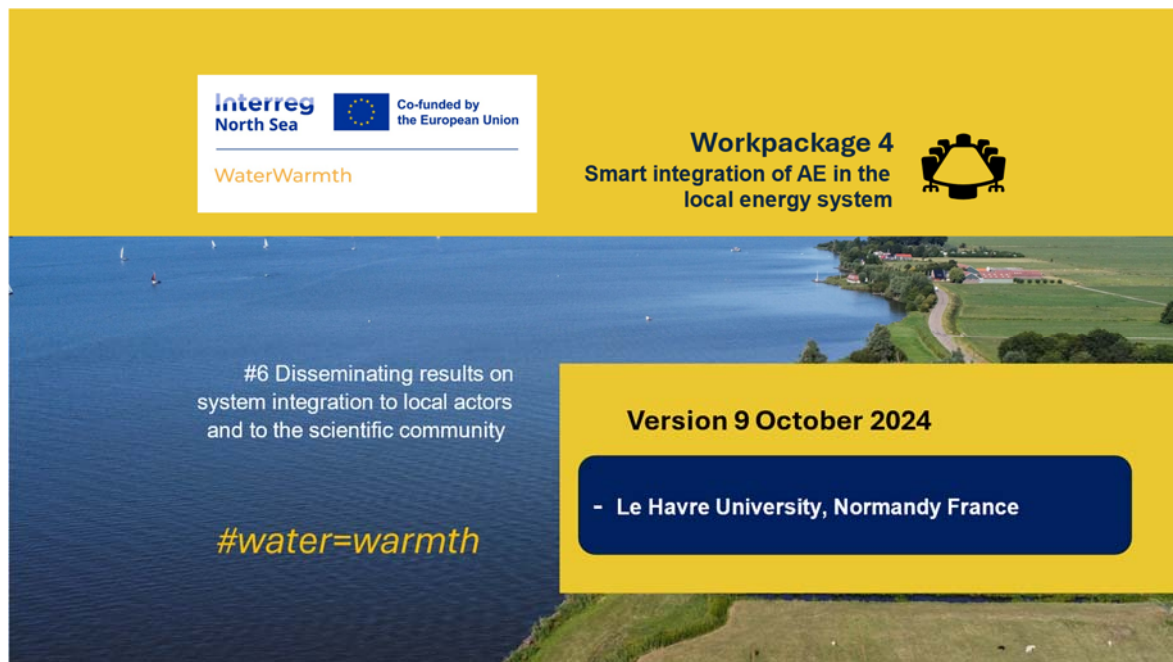 Interreg
North Sea
Co-funded by
the European Union
WaterWarmth
Workpackage 4
Smart integration of AE in the
local energy system
#6 Disseminating results on
system integration to local actors
and to the scientific community
#water=warmth
Version 9 October 2024
- Le Havre University, Normandy France